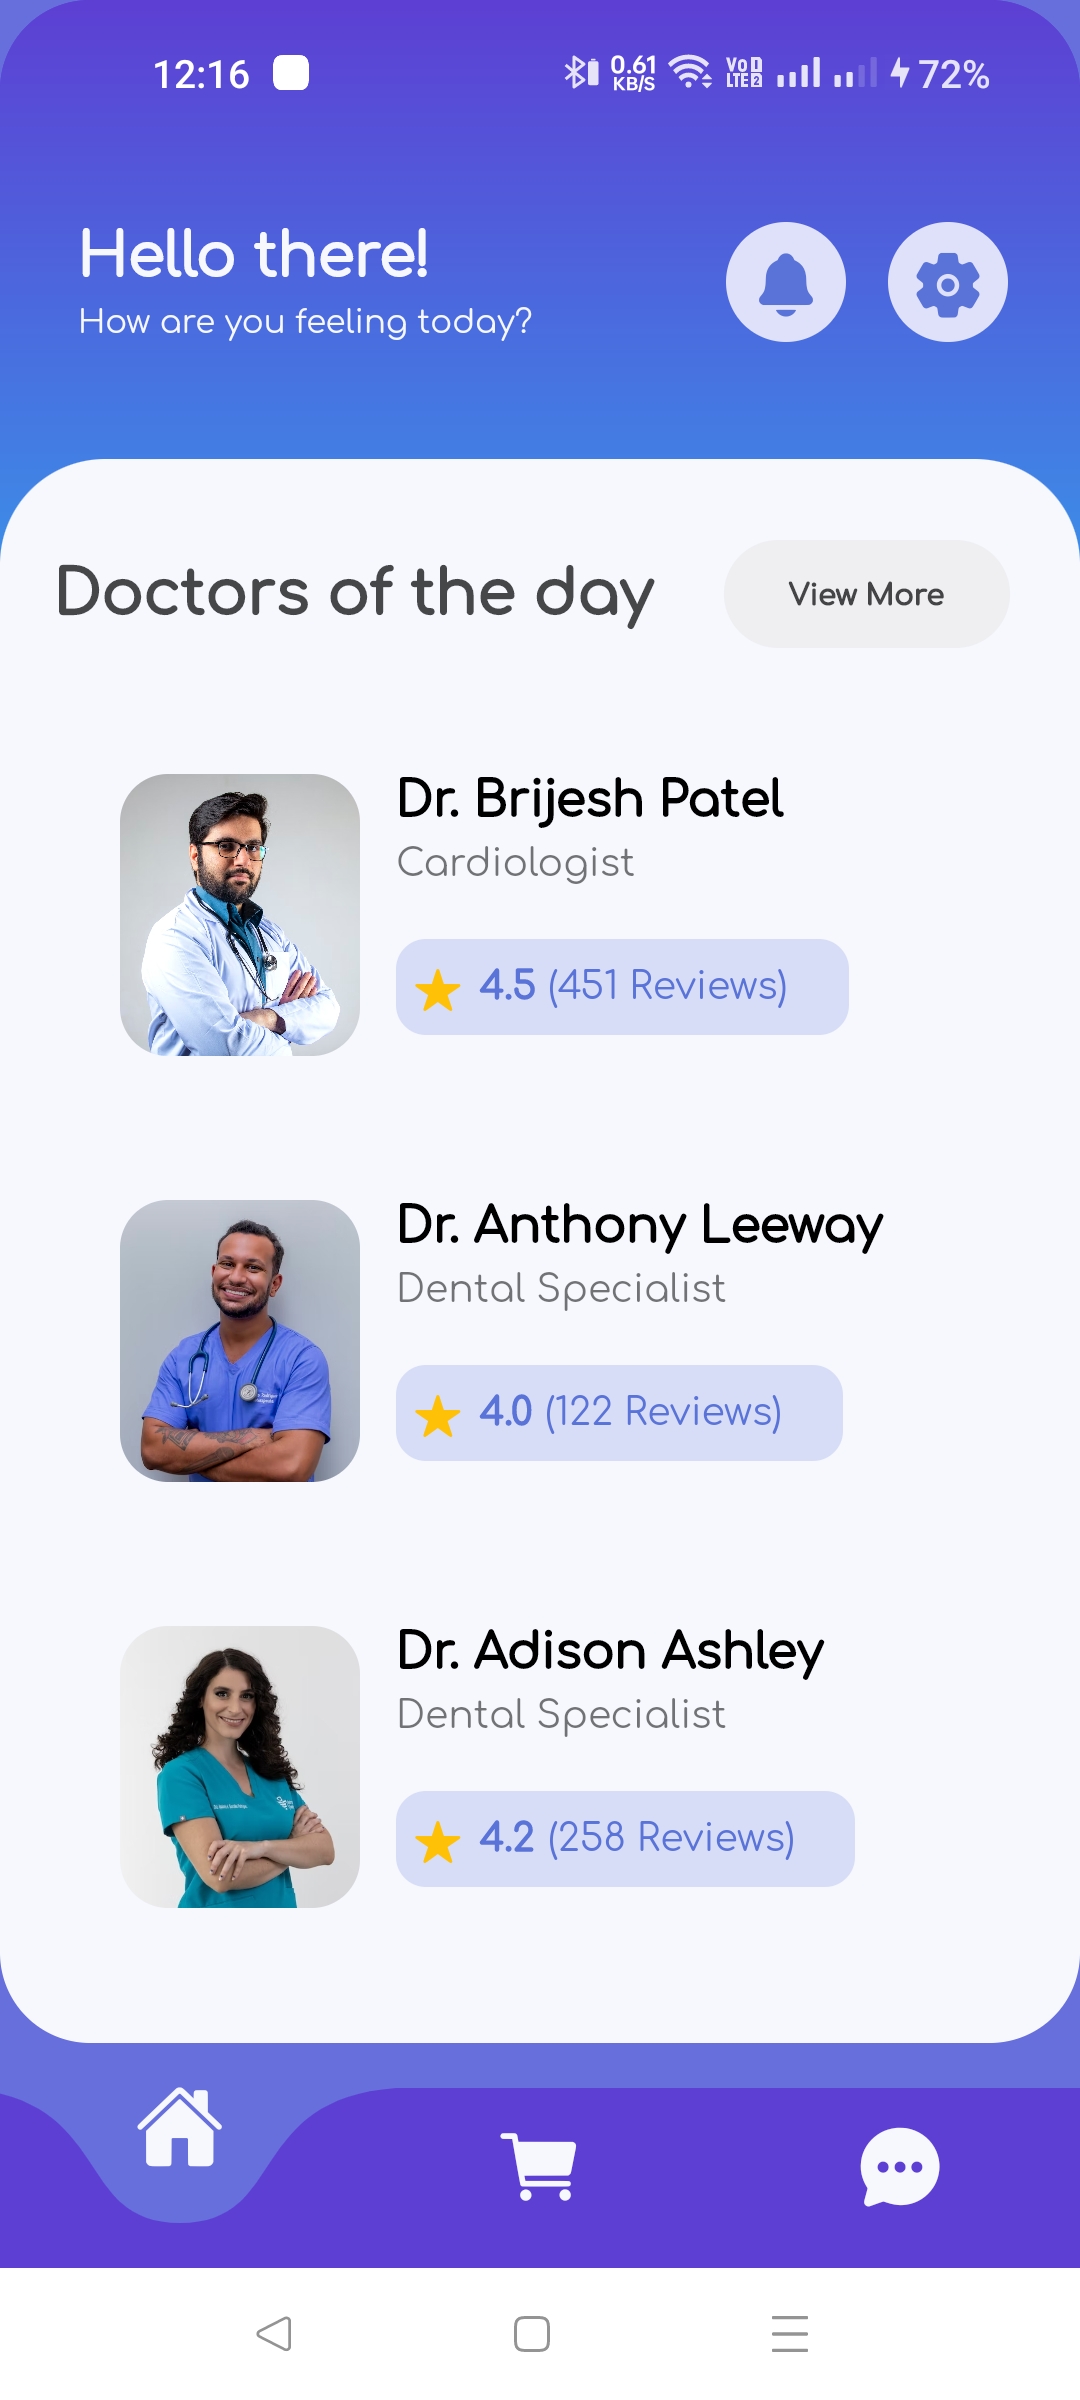 12:16
0.61 KB/S
Vo LTE 2
72%
Hello there!
How are you feeling today?
Doctors of the day
View More
Dr. Brijesh Patel
Cardiologist
4.5 (451 Reviews)
Dr. Anthony Leeway
Dental Specialist
4.0 (122 Reviews)
Dr. Adison Ashley
Dental Specialist
4.2 (258 Reviews)